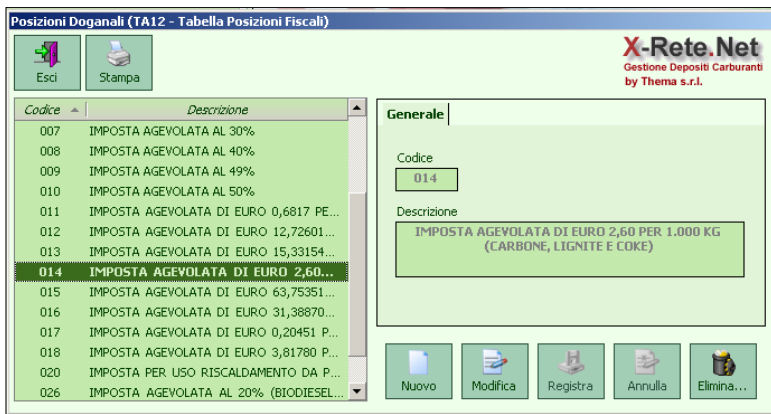 Posizioni Doganali (TA12 - Tabella Posizioni Fiscali)
Esci
Stampa
X-Rete.Net
Gestione Depositi Carburanti
by Thema s.r.l.
Codice Descrizione
007 IMPOSTA AGEVOLATA AL 30%
008 IMPOSTA AGEVOLATA AL 40%
009 IMPOSTA AGEVOLATA AL 49%
010 IMPOSTA AGEVOLATA AL 50%
011 IMPOSTA AGEVOLATA DI EURO 0,6817 PE...
012 IMPOSTA AGEVOLATA DI EURO 12,72601...
013 IMPOSTA AGEVOLATA DI EURO 15,33154...
014 IMPOSTA AGEVOLATA DI EURO 2,60...
015 IMPOSTA AGEVOLATA DI EURO 63,75351...
016 IMPOSTA AGEVOLATA DI EURO 31,38870...
017 IMPOSTA AGEVOLATA DI EURO 0,20451 P...
018 IMPOSTA AGEVOLATA DI EURO 3,81780 P...
020 IMPOSTA PER USO RISCALDAMENTO DA P...
026 IMPOSTA AGEVOLATA AL 20% (BIODIESEL...
Generale
Codice
014
Descrizione
IMPOSTA AGEVOLATA DI EURO 2,60 PER 1.000 KG
(CARBONE, LIGNITE E COKE)
Nuovo
Modifica
Registra
Annulla
Elimina...